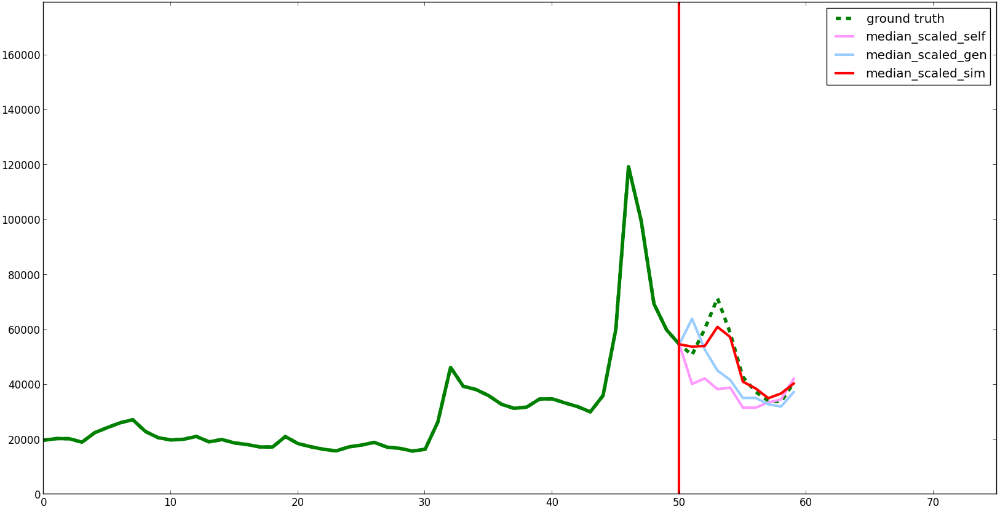 ground truth
median_scaled_self
median_scaled_gen
median_scaled_sim
160000
140000
120000
100000
80000
60000
40000
20000
0
0 10 20 30 40 50 60 70